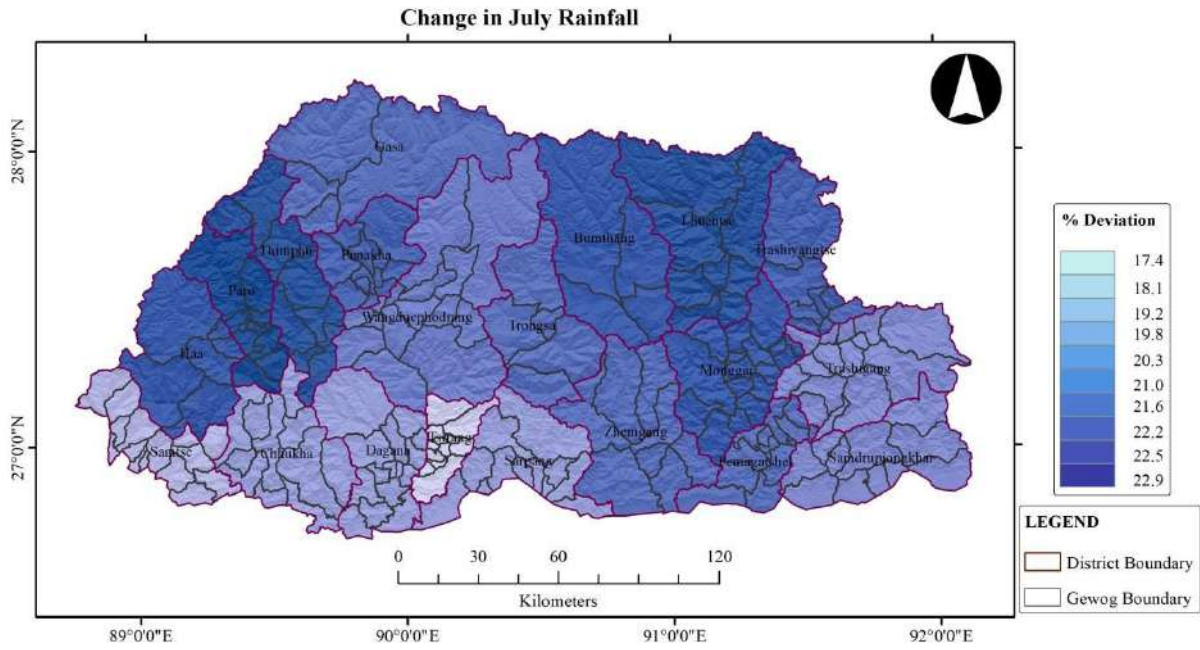 Change in July Rainfall
28°0'0"N
27°0'0"N
Gasa
Thimphu
Punakha
Paro
Haa
Wangduephodrang
Trongsa
Bumthang
Lhuentse
Trashiyangtse
Monggar
Trashigang
Samtse
Chhukha
Dagana
Tsirang
Sarpang
Zhemgang
Pemagatshel
Samdrupjongkhar
% Deviation
17.4
18.1
19.2
19.8
20.3
21.0
21.6
22.2
22.5
22.9
LEGEND
District Boundary
Gewog Boundary
0 30 60 120
Kilometers
89°0'0"E 90°0'0"E 91°0'0"E 92°0'0"E